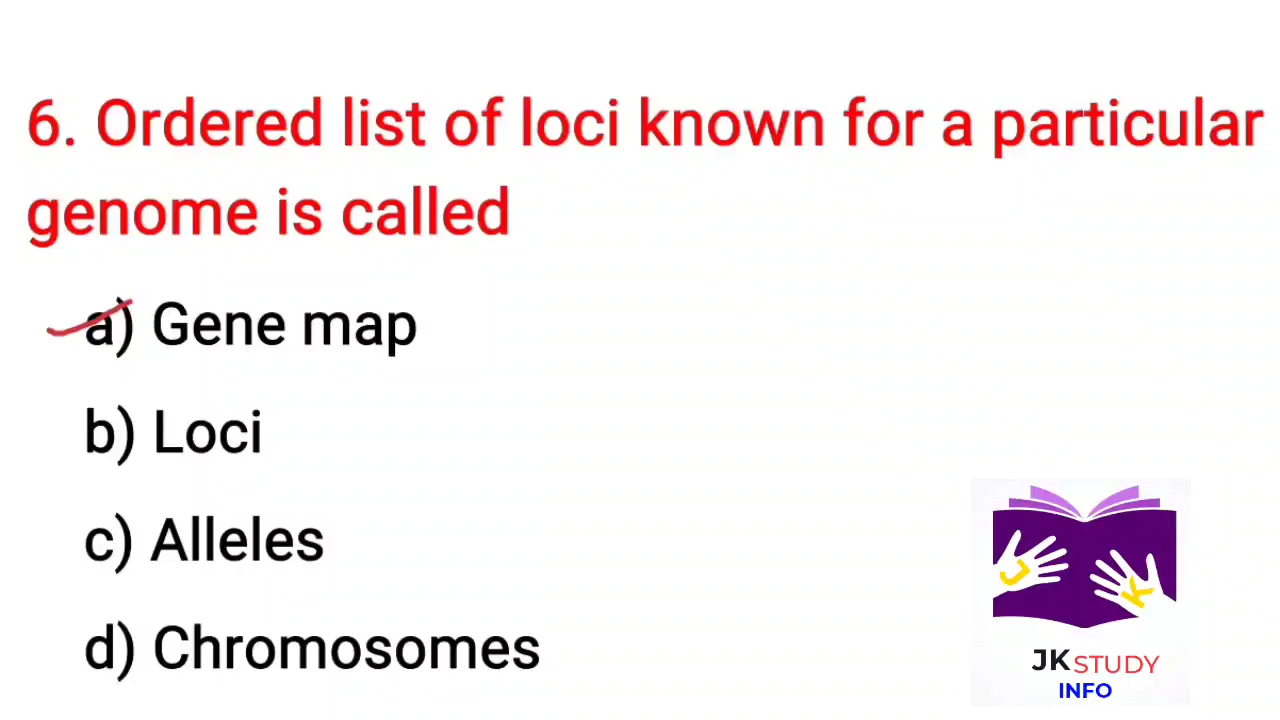 6. Ordered list of loci known for a particular
genome is called
a) Gene map
b) Loci
c) Alleles
d) Chromosomes
J K
JK STUDY
INFO